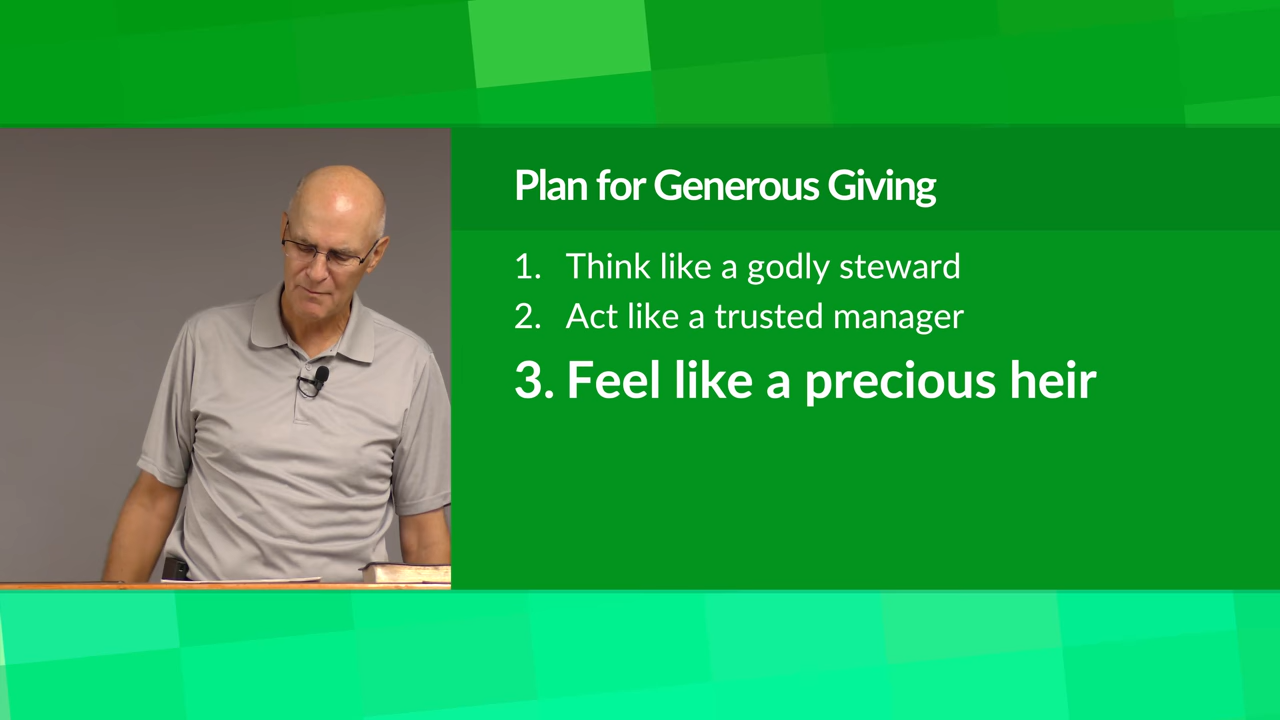 Plan for Generous Giving
1. Think like a godly steward
2. Act like a trusted manager
3. Feel like a precious heir